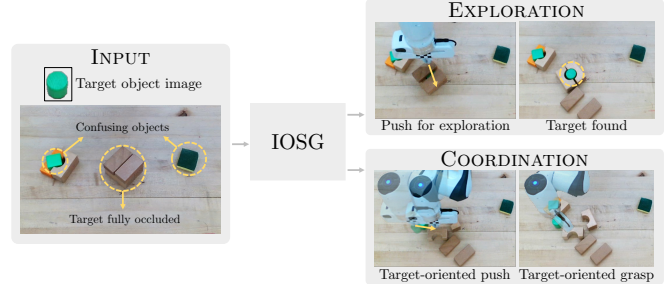 INPUT
Target object image
Confusing objects
Target fully occluded
IOSG
EXPLORATION
Push for exploration
Target found
COORDINATION
Target-oriented push
Target-oriented grasp